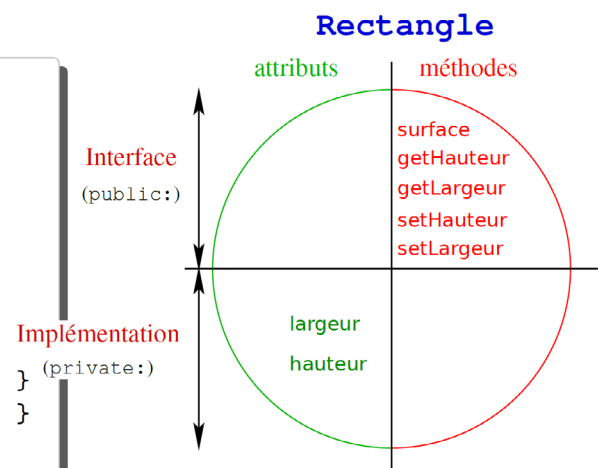 Rectangle
attributs
méthodes
Interface
(public:)
surface
getHauteur
getLargeur
setHauteur
setLargeur
Implémentation
(private:)
}
}
largeur
hauteur